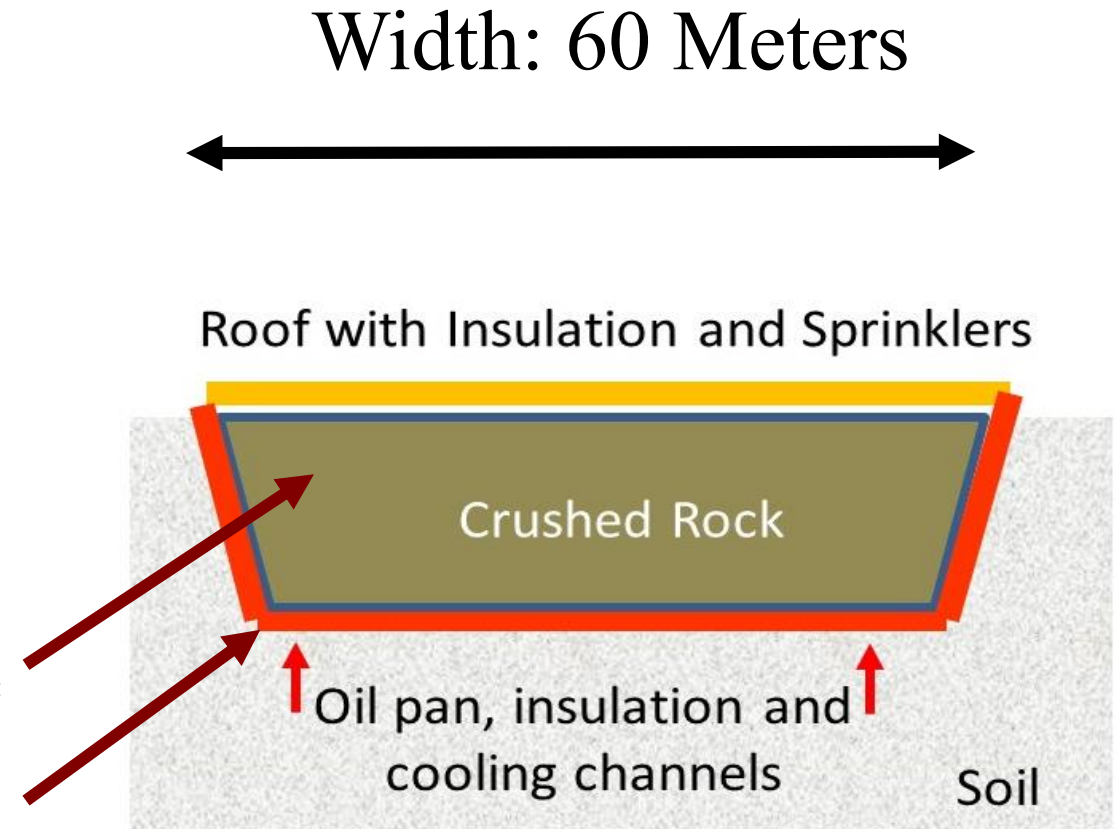 Width: 60 Meters
Roof with Insulation and Sprinklers
Crushed Rock
Oil pan, insulation and
cooling channels
Soil